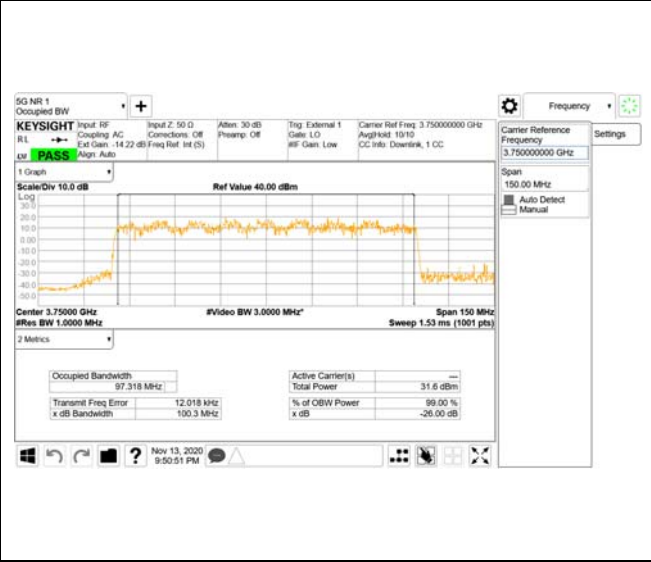 5G NR 1
Occupied BW
Frequency
KEYSIGHT
R L
LW PASS
Input: RF
Coupling: AC
Ext Gain: -14.22 dB
Align: Auto
Input Z: 50 Ω
Corrections: Off
Freq Ref: Int (S)
Atten: 30 dB
Preamp: Off
Trig: External 1
Gate: LO
#IF Gain: Low
Carrier Ref Freq: 3.750000000 GHz
Avg|Hold: 10/10
CC Info: Downlink, 1 CC
Carrier Reference
Frequency
3.750000000 GHz
Settings
Span
150.00 MHz
Auto Detect
Manual
1 Graph
Scale/Div 10.0 dB
Ref Value 40.00 dBm
Log
30.0
20.0
10.0
0.00
-10.0
-20.0
-30.0
-40.0
-50.0
Center 3.75000 GHz
#Video BW 3.0000 MHz*
Span 150 MHz
#Res BW 1.0000 MHz
Sweep 1.53 ms (1001 pts)
2 Metrics
Occupied Bandwidth
97.318 MHz
Transmit Freq Error 12.018 kHz
x dB Bandwidth 100.3 MHz
Active Carrier(s) —
Total Power 31.6 dBm
% of OBW Power 99.00 %
x dB -26.00 dB
?
Nov 13, 2020
9:50:51 PM